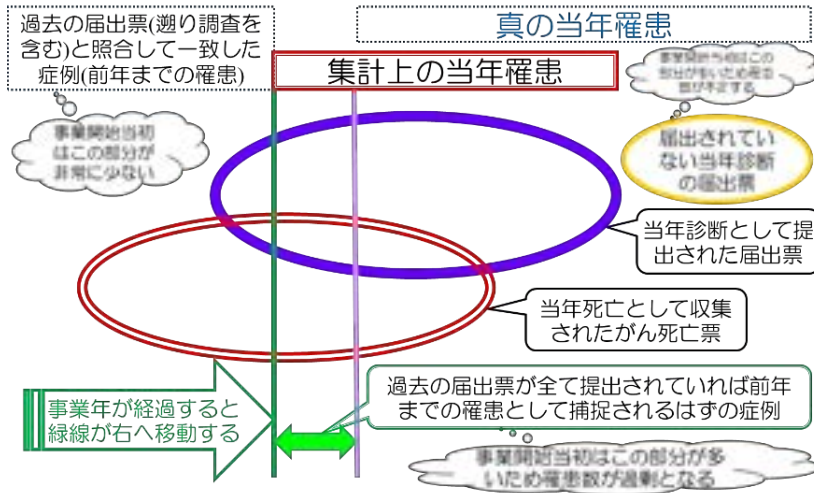 過去の届出票(遡り調査を
含む)と照合して一致した
症例(前年までの罹患)
真の当年罹患
集計上の当年罹患
事業開始当初
はこの部分が
非常に少ない
届出されてい
ない当年診断
の届出票
当年診断として提
出された届出票
当年死亡として収集
されたがん死亡票
事業年が経過すると
緑線が右へ移動する
過去の届出票が全て提出されていれば前年
までの罹患として捕捉されるはずの症例
事業開始当初はこの部分が多
いため罹患数が過剰となる